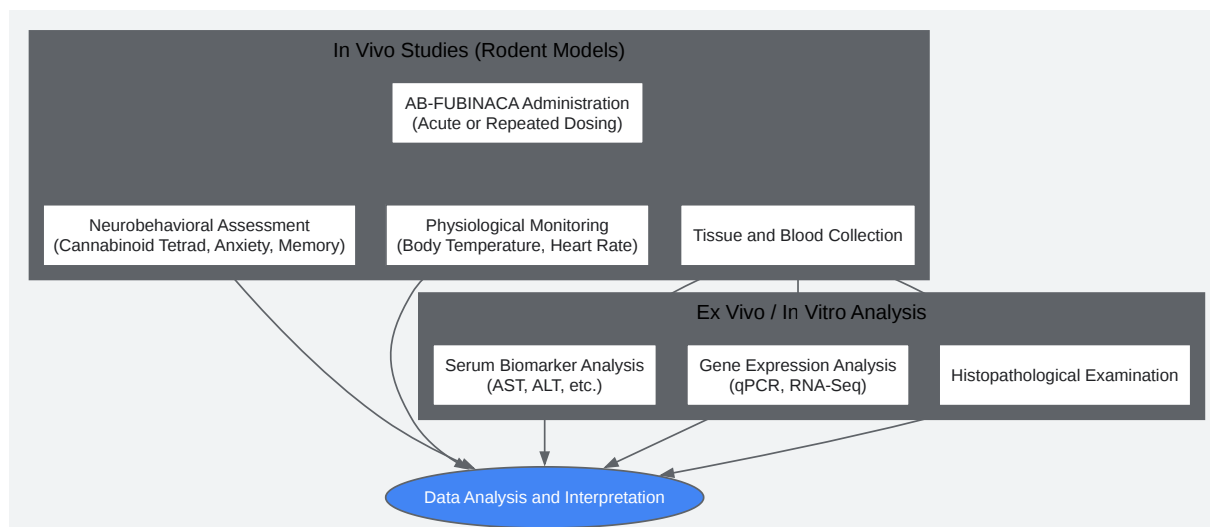 In Vivo Studies (Rodent Models)
AB-FUBINACA Administration
(Acute or Repeated Dosing)
Neurobehavioral Assessment
(Cannabinoid Tetrad, Anxiety, Memory)
Physiological Monitoring
(Body Temperature, Heart Rate)
Tissue and Blood Collection
Ex Vivo / In Vitro Analysis
Serum Biomarker Analysis
(AST, ALT, etc.)
Gene Expression Analysis
(qPCR, RNA-Seq)
Histopathological Examination
Data Analysis and Interpretation